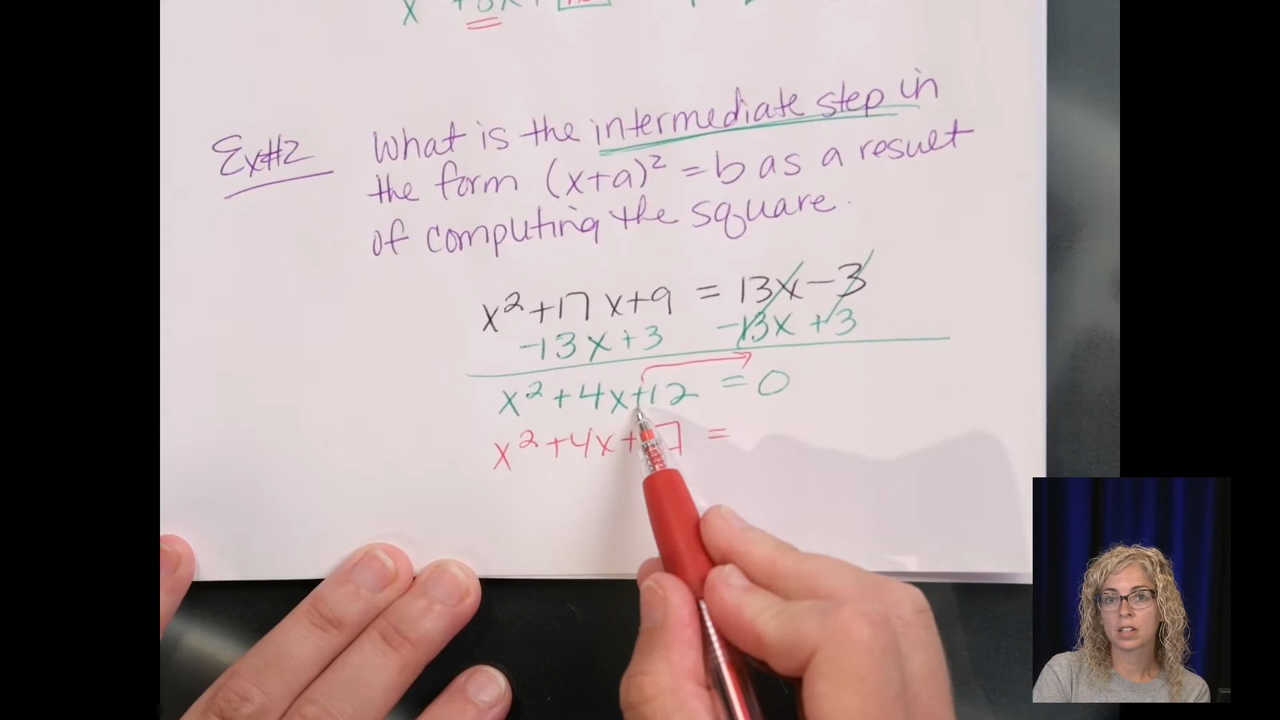 Ex#2 What is the intermediate step in
the form (x+a)² = b as a result
of computing the square.
x²+17x+9 = 13x-3
-13x+3 -13x+3
x²+4x+12 = 0
x²+4x+ =